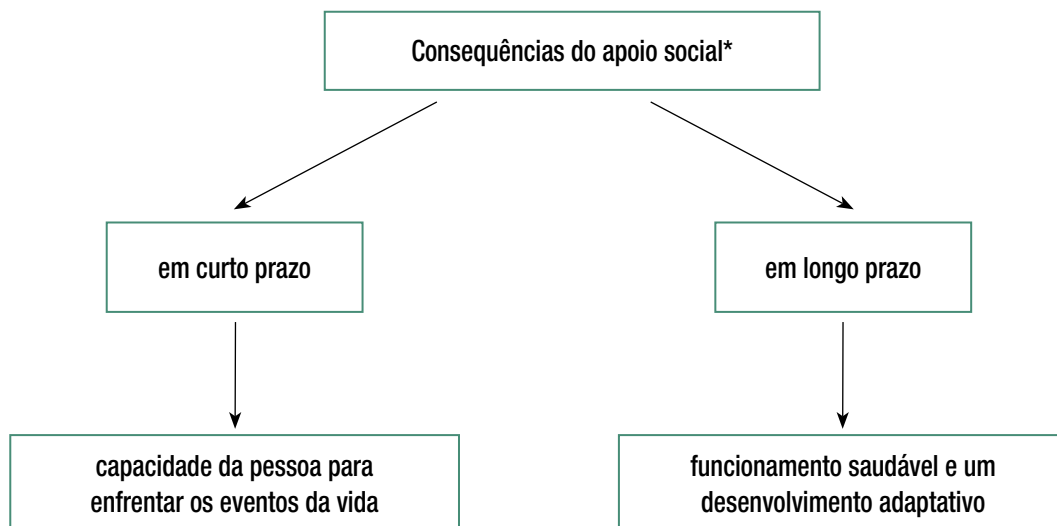 Consequências do apoio social*
em curto prazo
em longo prazo
capacidade da pessoa para
enfrentar os eventos da vida
funcionamento saudável e um
desenvolvimento adaptativo